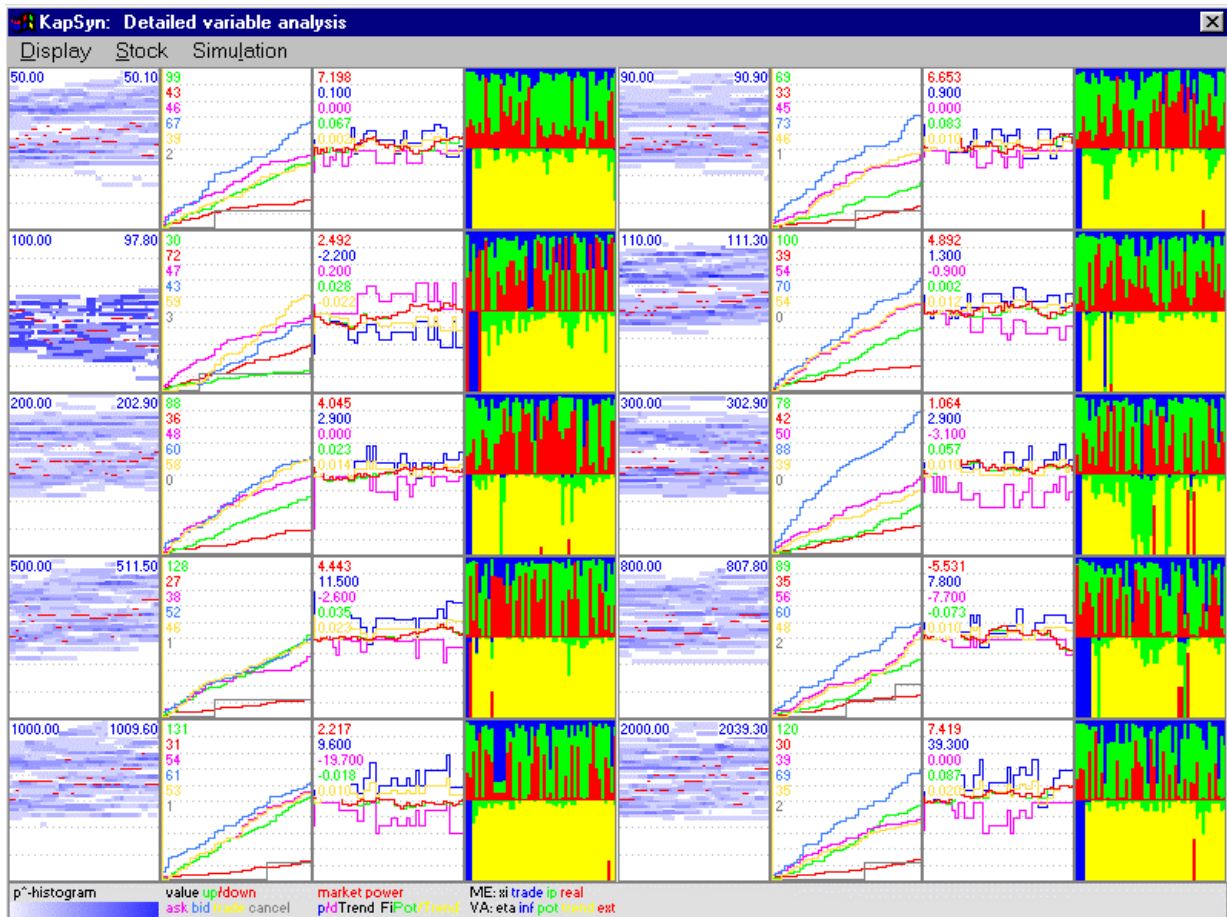 KapSyn: Detailed variable analysis
Display Stock Simulation
50.00 50.10 99 7.198 90.00 90.90 69 6.653
43 0.100 33 0.900
46 0.000 45 0.000
67 0.067 73 0.083
39 0.002 46 0.010
2 1
100.00 97.80 30 2.492 110.00 111.30 100 4.892
72 -2.200 39 1.300
47 0.200 54 -0.900
43 0.028 70 0.002
59 -0.022 54 0.012
3 0
200.00 202.90 88 4.045 300.00 302.90 78 1.064
36 2.900 42 2.900
48 0.000 50 -3.100
60 0.023 88 0.057
58 0.014 39 0.010
0 0
500.00 511.50 128 4.443 800.00 807.80 89 -5.531
27 11.500 35 7.800
38 -2.600 56 -7.700
52 0.035 60 -0.073
46 0.023 48 0.010
1 2
1000.00 1009.60 131 2.217 2000.00 2039.30 120 7.419
31 9.600 30 39.300
54 -19.700 39 0.000
61 -0.018 69 0.087
53 0.010 35 0.020
1 2
p^-histogram value up/down market power ME: xi trade ip real
ask bid trade cancel p/dTrend FiPot/Trend VA: eta inf pot trend ext